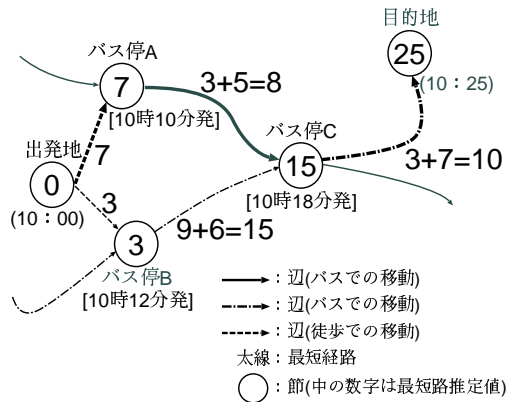 目的地
25
(10：25)
バス停A
7
3+5=8
[10時10分発]
バス停C
15
3+7=10
[10時18分発]
出発地
0
(10：00)
7
3
9+6=15
3
バス停B
[10時12分発]
：辺(バスでの移動)
：辺(バスでの移動)
：辺(徒歩での移動)
太線：最短経路
：節(中の数字は最短路推定値)